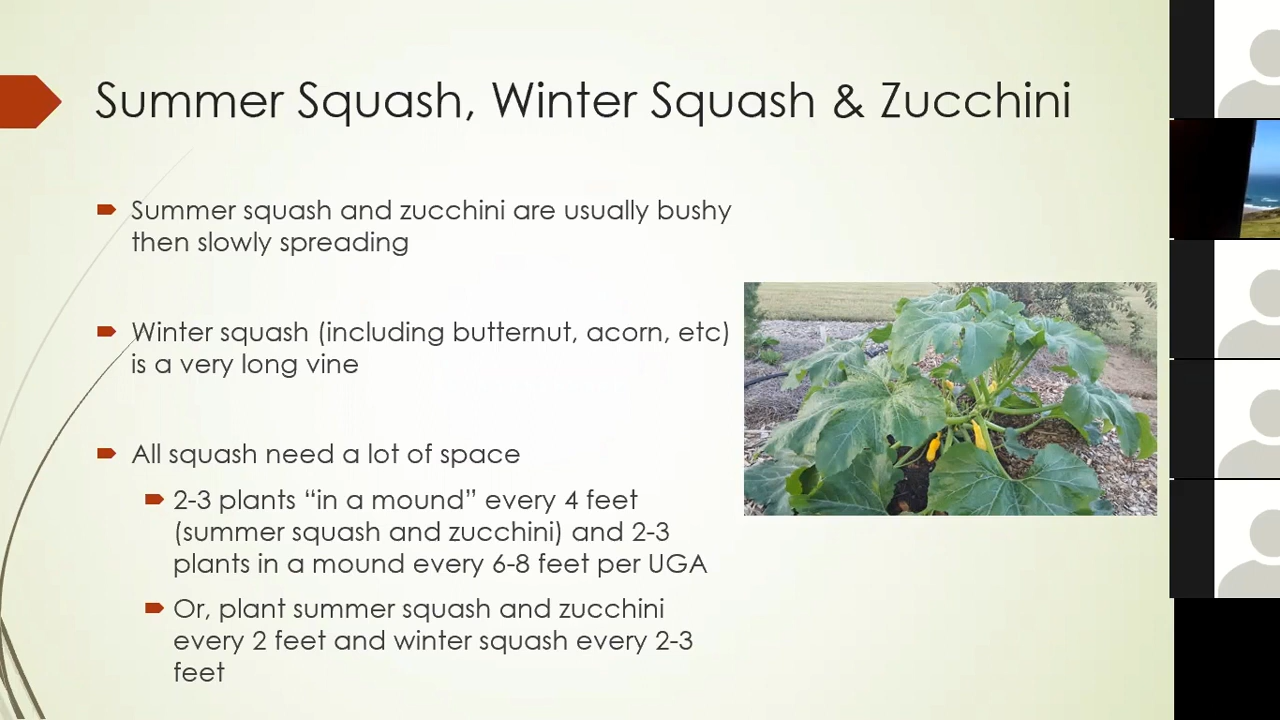 Summer Squash, Winter Squash & Zucchini
Summer squash and zucchini are usually bushy
then slowly spreading
Winter squash (including butternut, acorn, etc)
is a very long vine
All squash need a lot of space
2-3 plants “in a mound” every 4 feet
(summer squash and zucchini) and 2-3
plants in a mound every 6-8 feet per UGA
Or, plant summer squash and zucchini
every 2 feet and winter squash every 2-3
feet